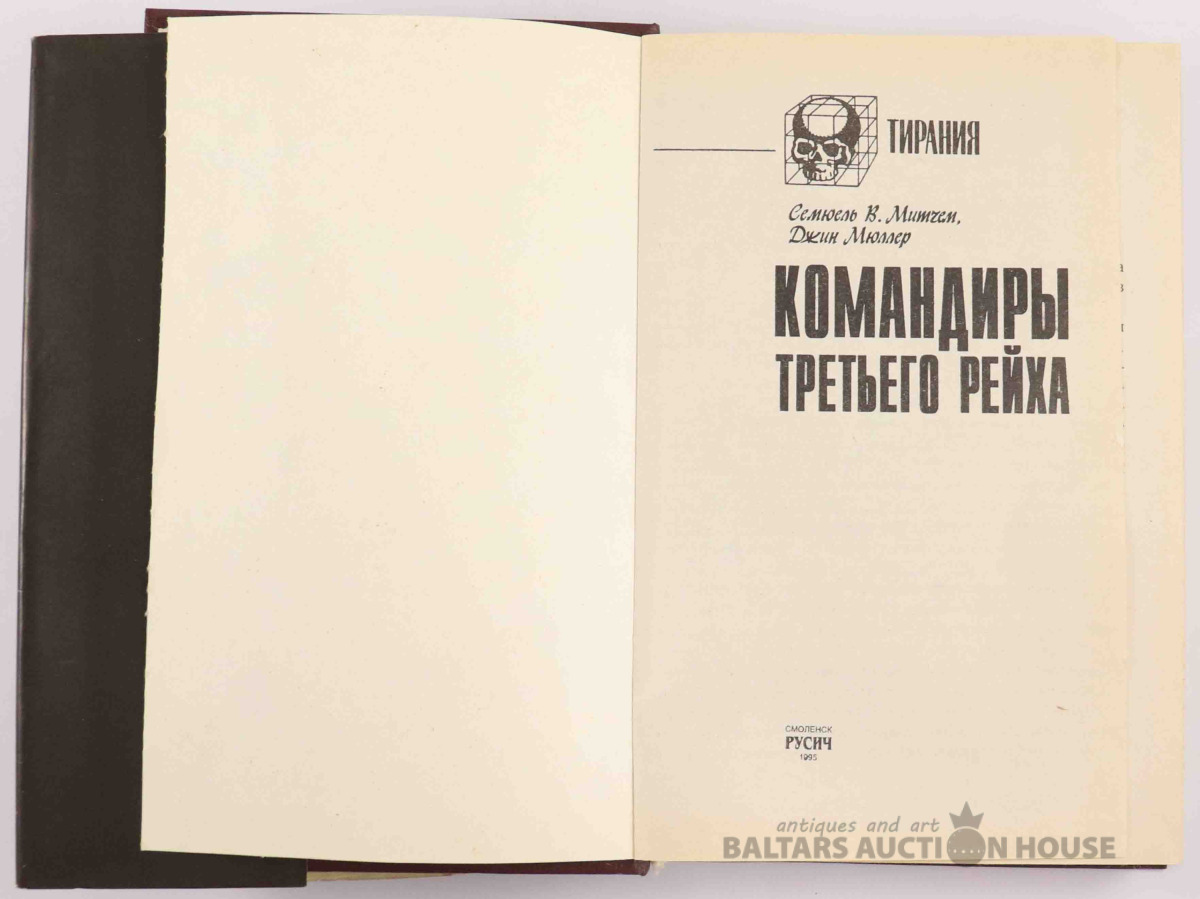 ТИРАНИЯ
Семюель В. Митчем,
Джин Мюллер
КОМАНДИРЫ
ТРЕТЬЕГО РЕЙХА
СМОЛЕНСК
РУСИЧ
1995
antiques and art
BALTARS AUCTION HOUSE